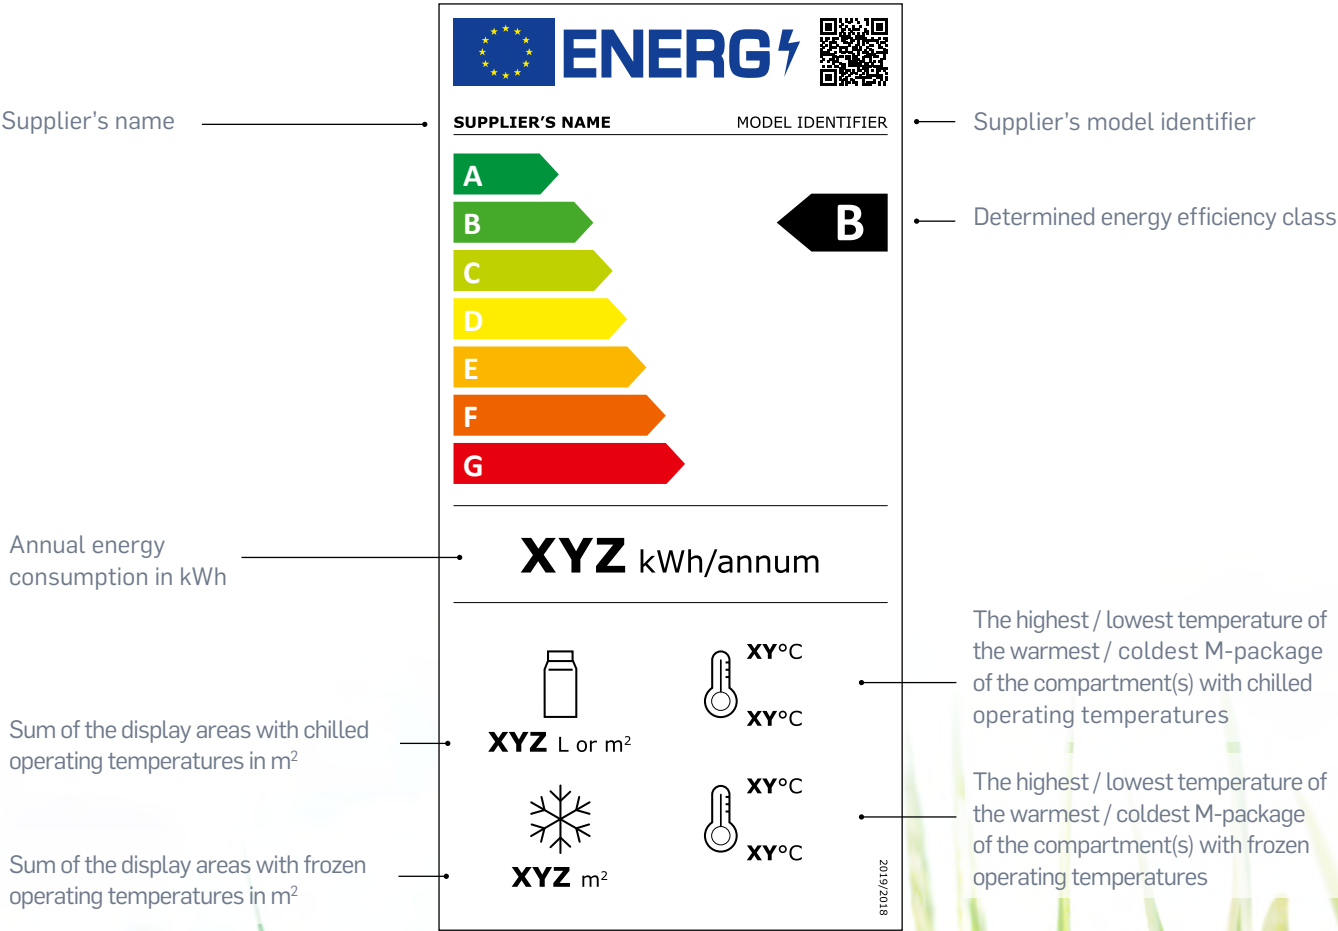 ENERG
Supplier's name
SUPPLIER'S NAME
MODEL IDENTIFIER
Supplier's model identifier
A
B
C
D
E
F
G
B
Determined energy efficiency class
Annual energy
consumption in kWh
XYZ kWh/annum
Sum of the display areas with chilled
operating temperatures in m²
XYZ L or m²
XY°C
XY°C
The highest / lowest temperature of
the warmest / coldest M-package
of the compartment(s) with chilled
operating temperatures
Sum of the display areas with frozen
operating temperatures in m²
XYZ m²
XY°C
XY°C
The highest / lowest temperature of
the warmest / coldest M-package
of the compartment(s) with frozen
operating temperatures
2019/2018